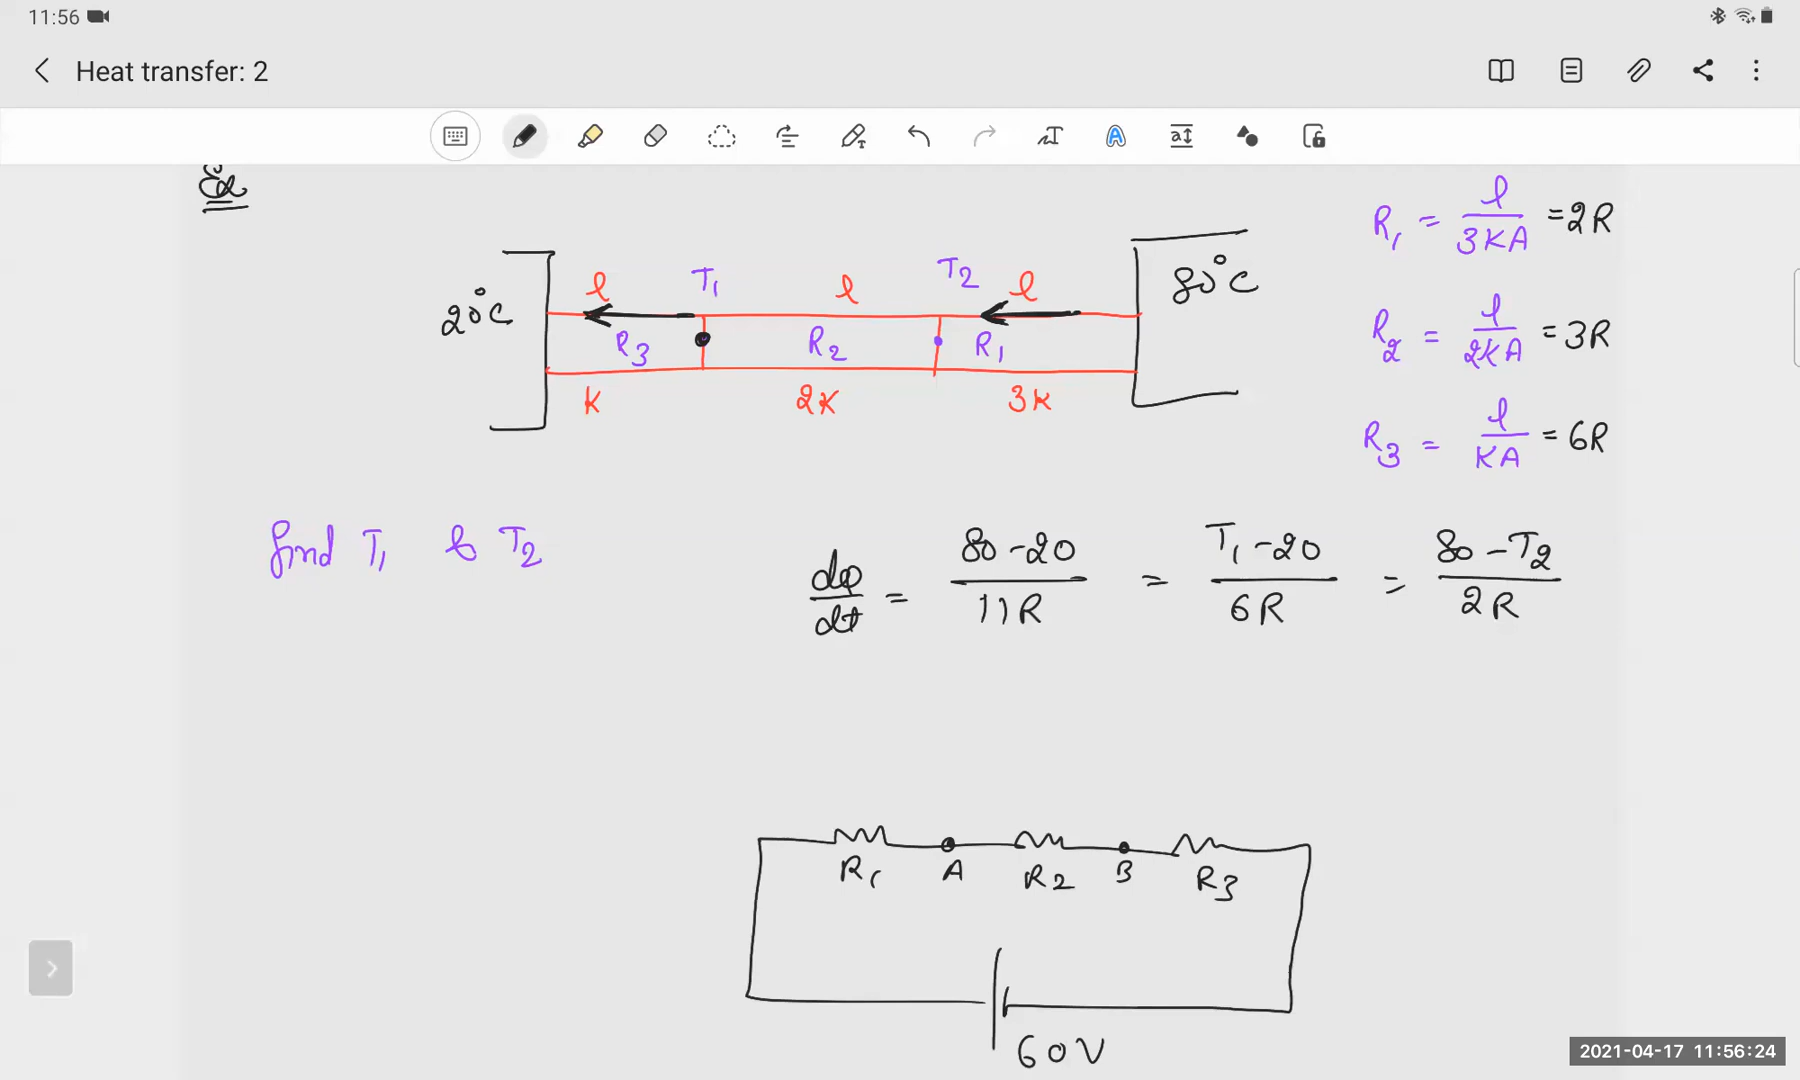 11:56
Heat transfer: 2
Ex
R₁ = l/3KA = 2R
l T₁ l T₂ l 80°C
20°C
R₃ R₂ R₁
R₂ = l/2KA = 3R
K 2K 3K
R₃ = l/KA = 6R
find T₁ & T₂
dQ/dt = 80-20/11R = T₁-20/6R = 80-T₂/2R
R₁ A R₂ B R₃
60V
2021-04-17 11:56:24